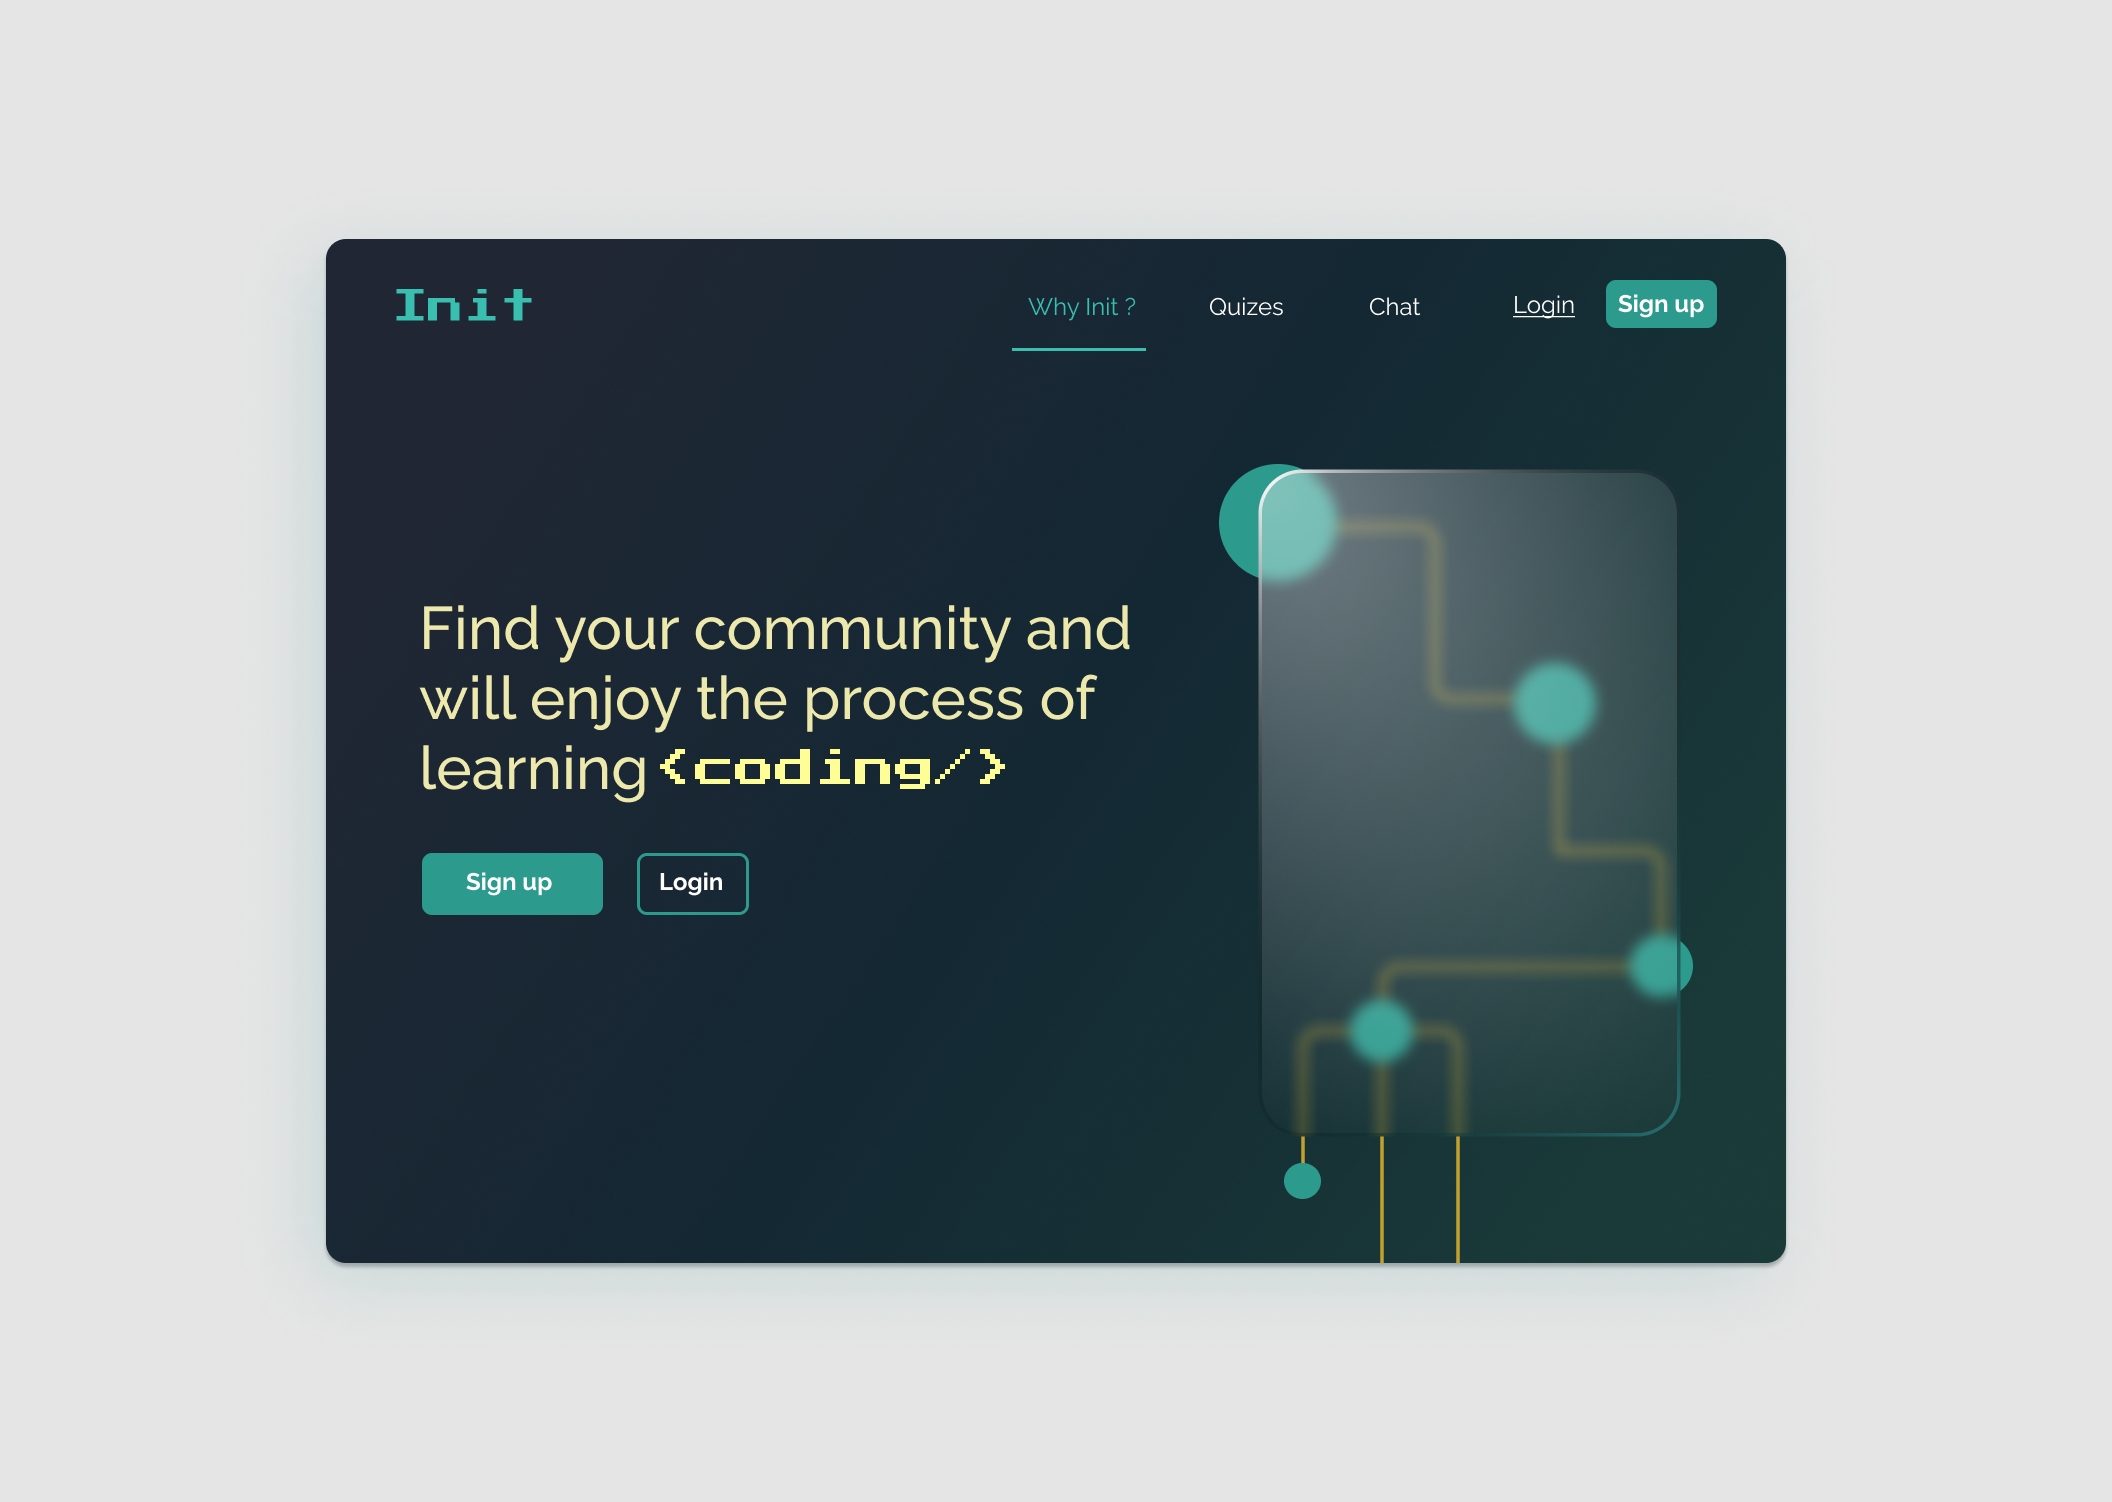 Init
Why Init ?
Quizes
Chat
Login
Sign up
Find your community and
will enjoy the process of
learning <coding/>
Sign up
Login